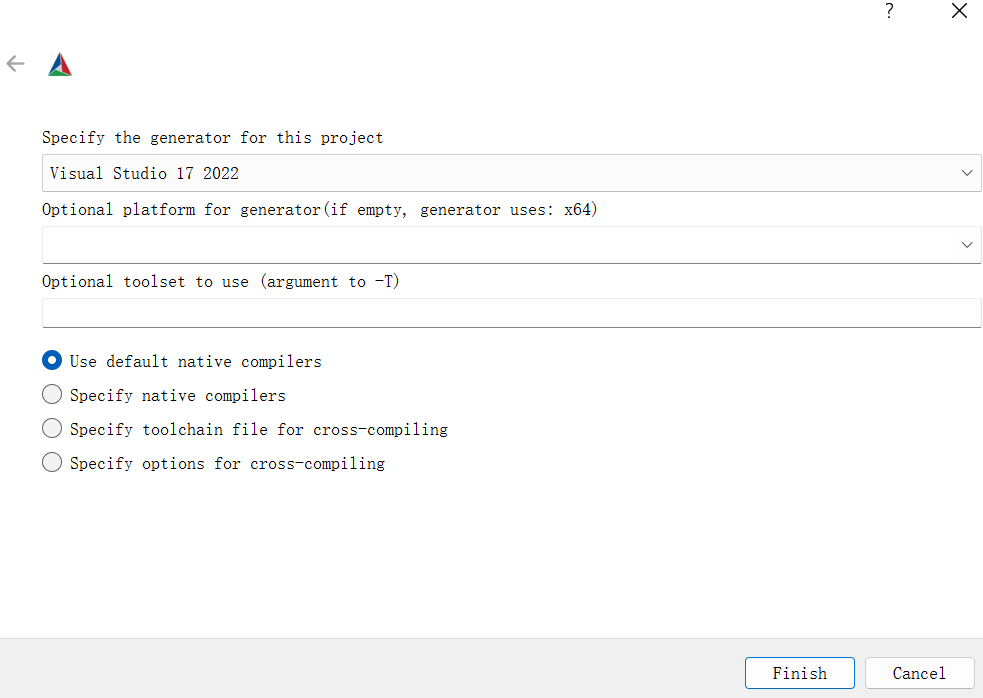 ?
Specify the generator for this project
Visual Studio 17 2022
Optional platform for generator(if empty, generator uses: x64)
Optional toolset to use (argument to -T)
Use default native compilers
Specify native compilers
Specify toolchain file for cross-compiling
Specify options for cross-compiling
Finish
Cancel